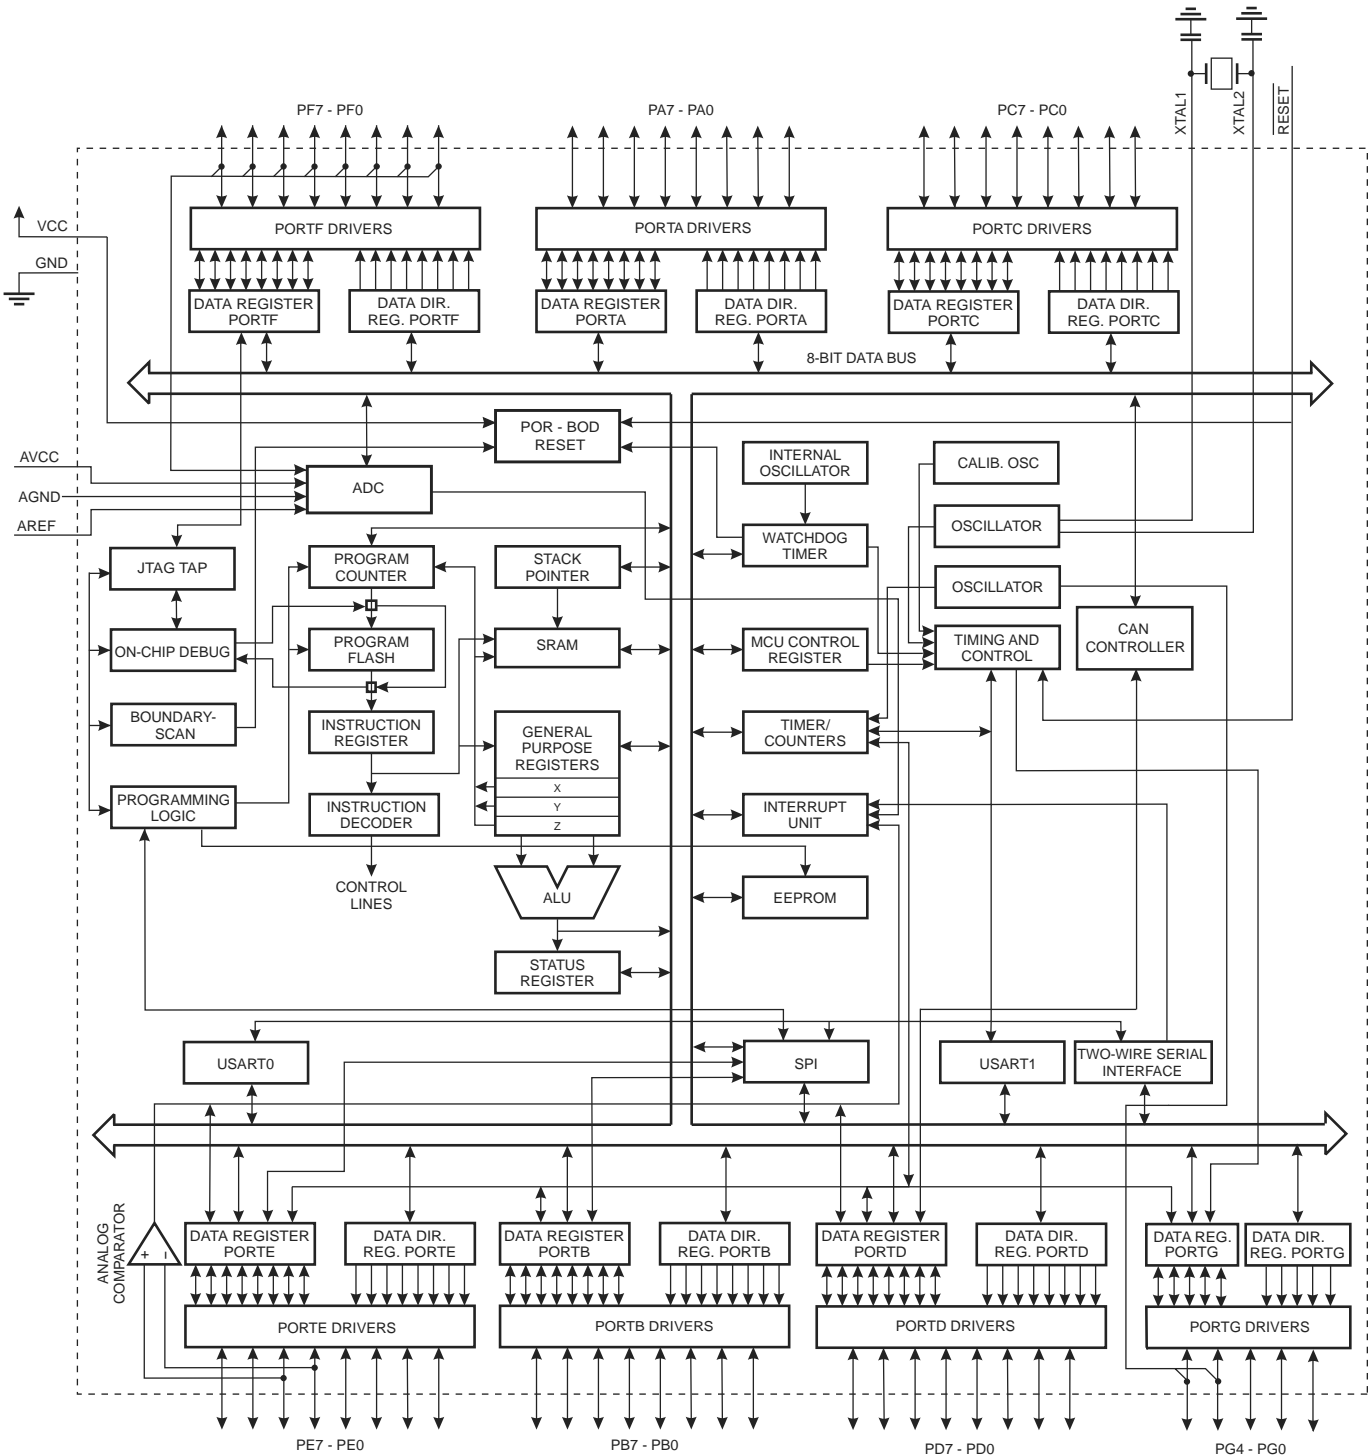 XTAL1
XTAL2
RESET
PF7 - PF0
PA7 - PA0
PC7 - PC0
VCC
GND
PORTF DRIVERS
PORTA DRIVERS
PORTC DRIVERS
DATA REGISTER
PORTF
DATA DIR.
REG. PORTF
DATA REGISTER
PORTA
DATA DIR.
REG. PORTA
DATA REGISTER
PORTC
DATA DIR.
REG. PORTC
8-BIT DATA BUS
POR - BOD
RESET
INTERNAL
OSCILLATOR
CALIB. OSC
AVCC
AGND
AREF
ADC
OSCILLATOR
WATCHDOG
TIMER
JTAG TAP
PROGRAM
COUNTER
STACK
POINTER
OSCILLATOR
ON-CHIP DEBUG
PROGRAM
FLASH
SRAM
MCU CONTROL
REGISTER
TIMING AND
CONTROL
CAN
CONTROLLER
BOUNDARY-
SCAN
INSTRUCTION
REGISTER
GENERAL
PURPOSE
REGISTERS
X
Y
Z
TIMER/
COUNTERS
PROGRAMMING
LOGIC
INSTRUCTION
DECODER
INTERRUPT
UNIT
CONTROL
LINES
ALU
EEPROM
STATUS
REGISTER
USART0
SPI
USART1
TWO-WIRE SERIAL
INTERFACE
ANALOG
COMPARATOR
+
-
DATA REGISTER
PORTE
DATA DIR.
REG. PORTE
DATA REGISTER
PORTB
DATA DIR.
REG. PORTB
DATA REGISTER
PORTD
DATA DIR.
REG. PORTD
DATA REG.
PORTG
DATA DIR.
REG. PORTG
PORTE DRIVERS
PORTB DRIVERS
PORTD DRIVERS
PORTG DRIVERS
PE7 - PE0
PB7 - PB0
PD7 - PD0
PG4 - PG0